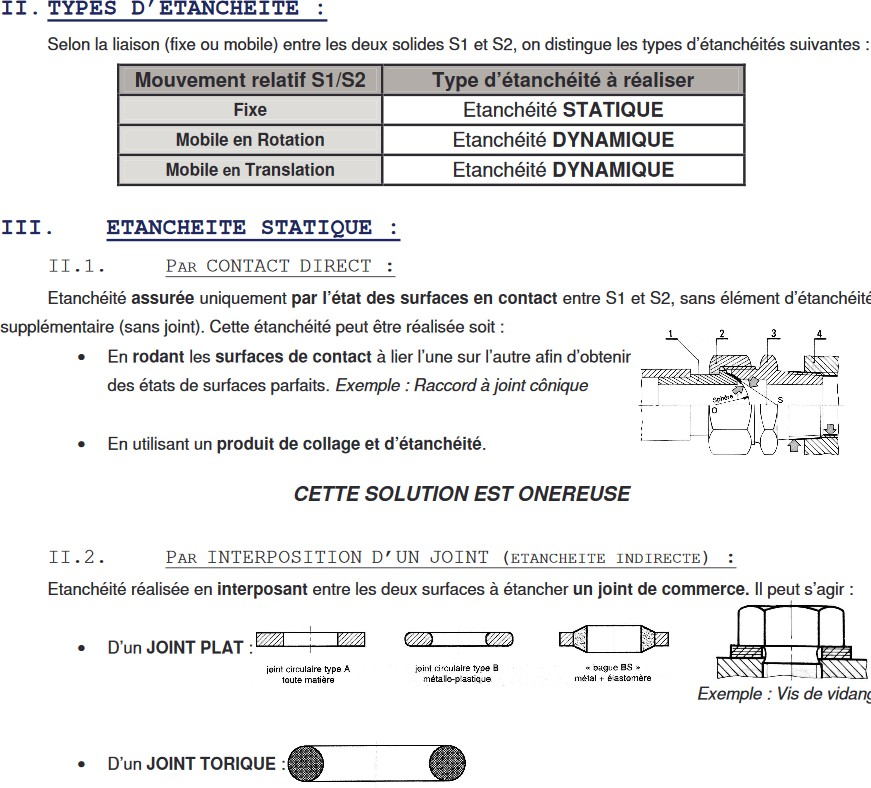 II. TYPES D'ETANCHEITE :
Selon la liaison (fixe ou mobile) entre les deux solides S1 et S2, on distingue les types d'étanchéités suivantes :
Mouvement relatif S1/S2 Type d'étanchéité à réaliser
Fixe Etanchéité STATIQUE
Mobile en Rotation Etanchéité DYNAMIQUE
Mobile en Translation Etanchéité DYNAMIQUE
III. ETANCHEITE STATIQUE :
II.1. PAR CONTACT DIRECT :
Etanchéité assurée uniquement par l'état des surfaces en contact entre S1 et S2, sans élément d'étanchéité
supplémentaire (sans joint). Cette étanchéité peut être réalisée soit :
• En rodant les surfaces de contact à lier l'une sur l'autre afin d'obtenir
des états de surfaces parfaits. Exemple : Raccord à joint cônique
1 2 3 4
Sphère
O S
• En utilisant un produit de collage et d'étanchéité.
CETTE SOLUTION EST ONEREUSE
II.2. PAR INTERPOSITION D'UN JOINT (ETANCHEITE INDIRECTE) :
Etanchéité réalisée en interposant entre les deux surfaces à étancher un joint de commerce. Il peut s'agir :
• D'un JOINT PLAT :
joint circulaire type A
toute matière
joint circulaire type B
métallo-plastique
« bague BS »
métal + élastomère
Exemple : Vis de vidang
• D'un JOINT TORIQUE :